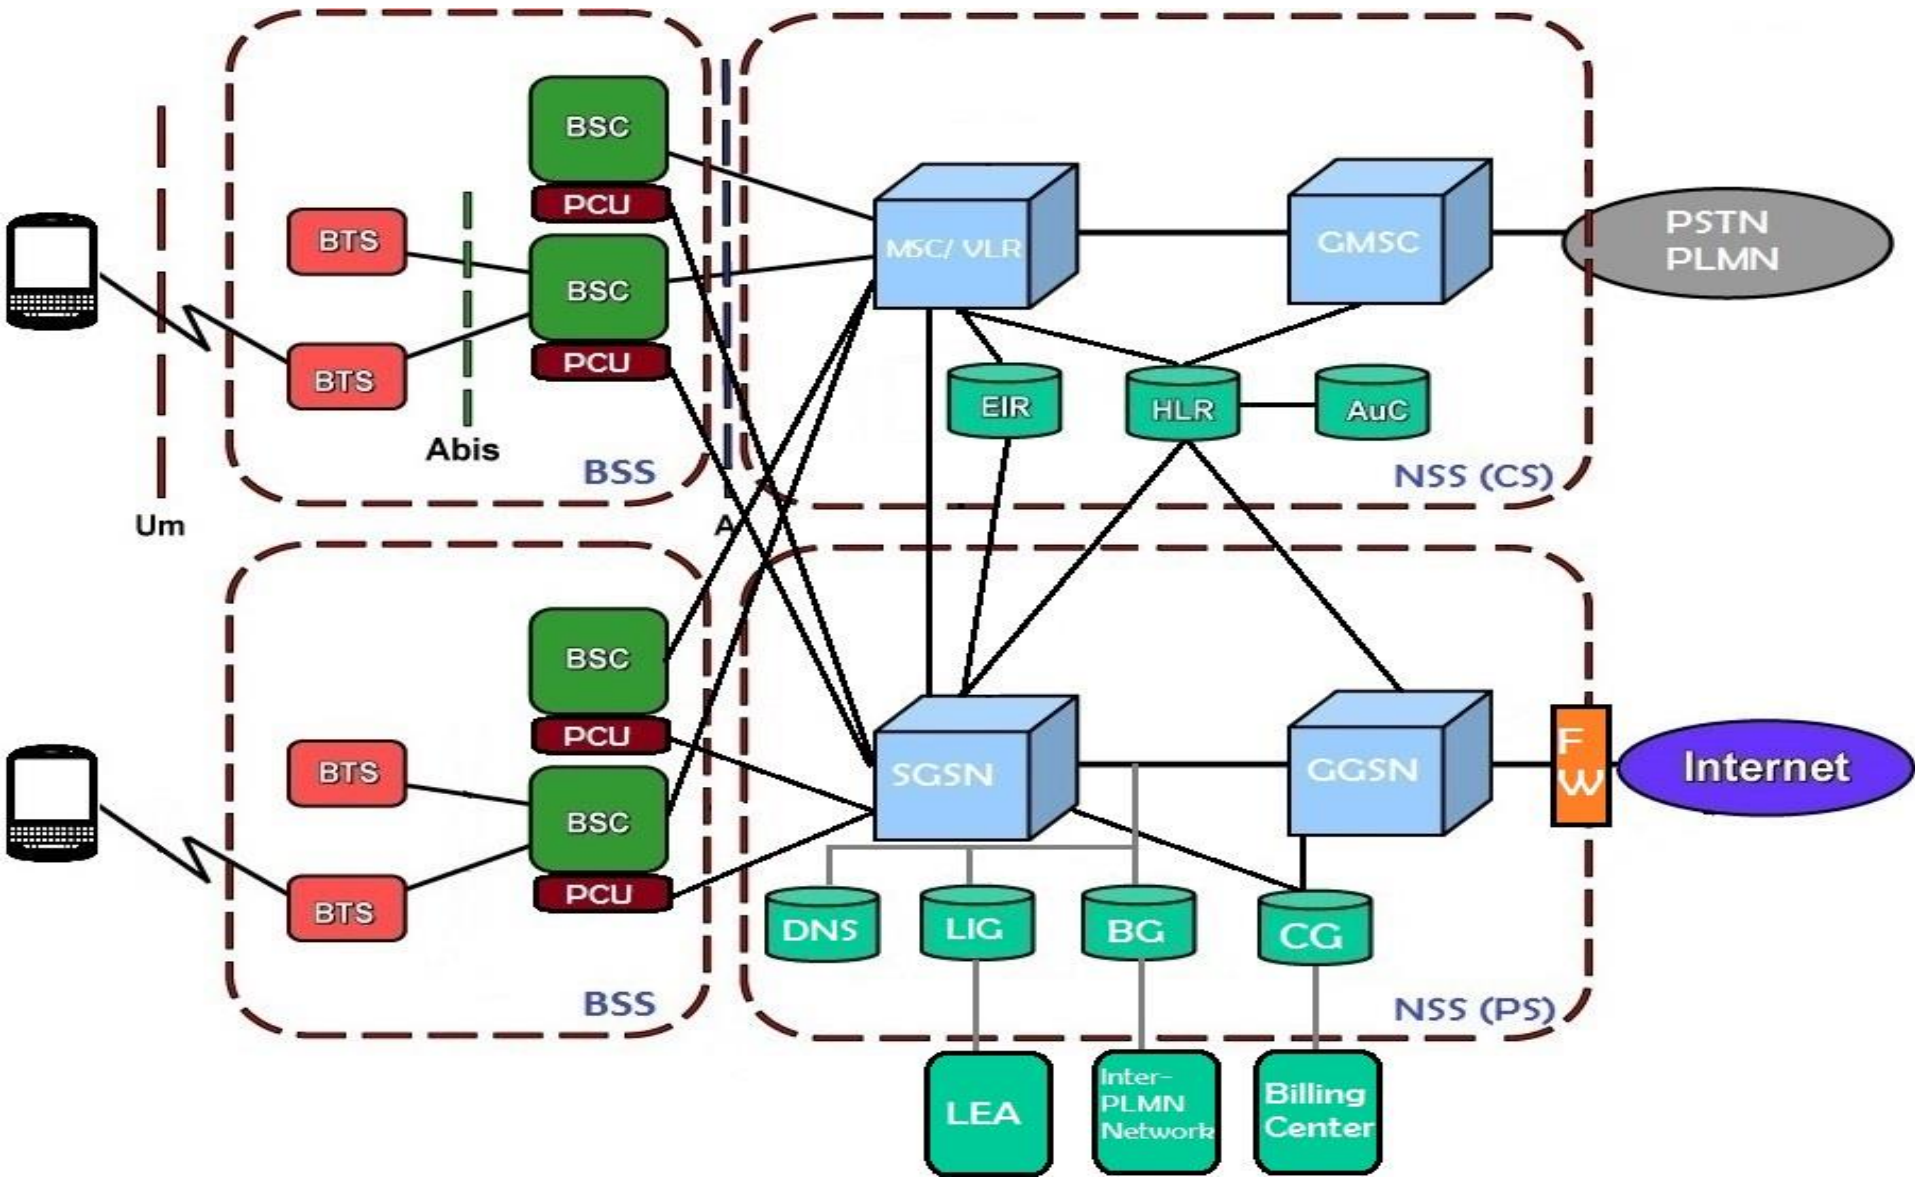 BSC
PCU
BTS
BSC
PCU
BTS
Abis
BSS
Um
A
MSC/ VLR
GMSC
PSTN
PLMN
EIR
HLR
AuC
NSS (CS)
BSC
PCU
BTS
BSC
PCU
BTS
BSS
SGSN
GGSN
F
W
Internet
DNS
LIG
BG
CG
NSS (PS)
LEA
Inter-
PLMN
Network
Billing
Center